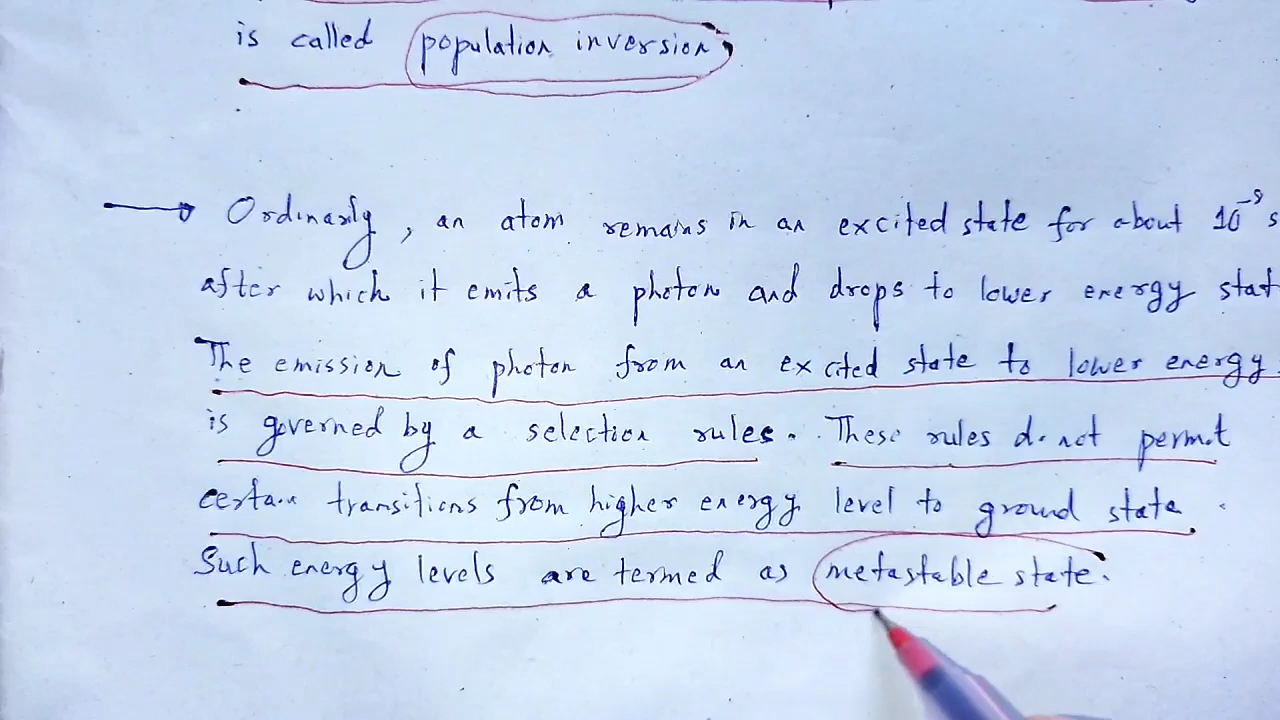 is called population inversion
→ Ordinarily, an atom remains in an excited state for about 10⁻⁹ s
after which it emits a photon and drops to lower energy stat
The emission of photon from an excited state to lower energy
is governed by a selection rules. These rules do not permit
certain transitions from higher energy level to ground state.
Such energy levels are termed as metastable state.